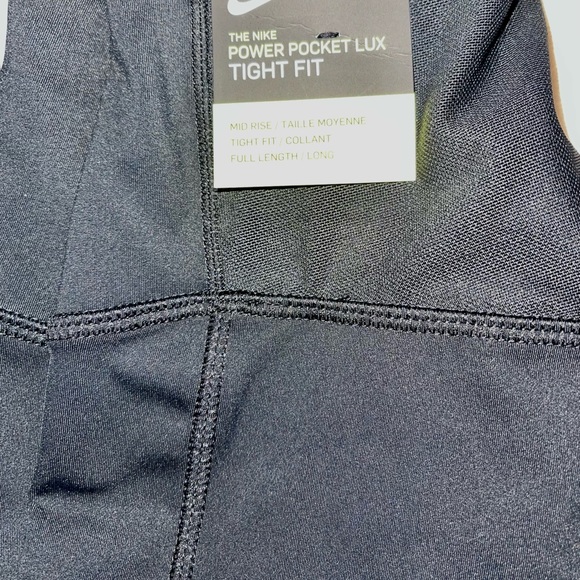 THE NIKE
POWER POCKET LUX
TIGHT FIT
MID RISE / TAILLE MOYENNE
TIGHT FIT / COLLANT
FULL LENGTH / LONG